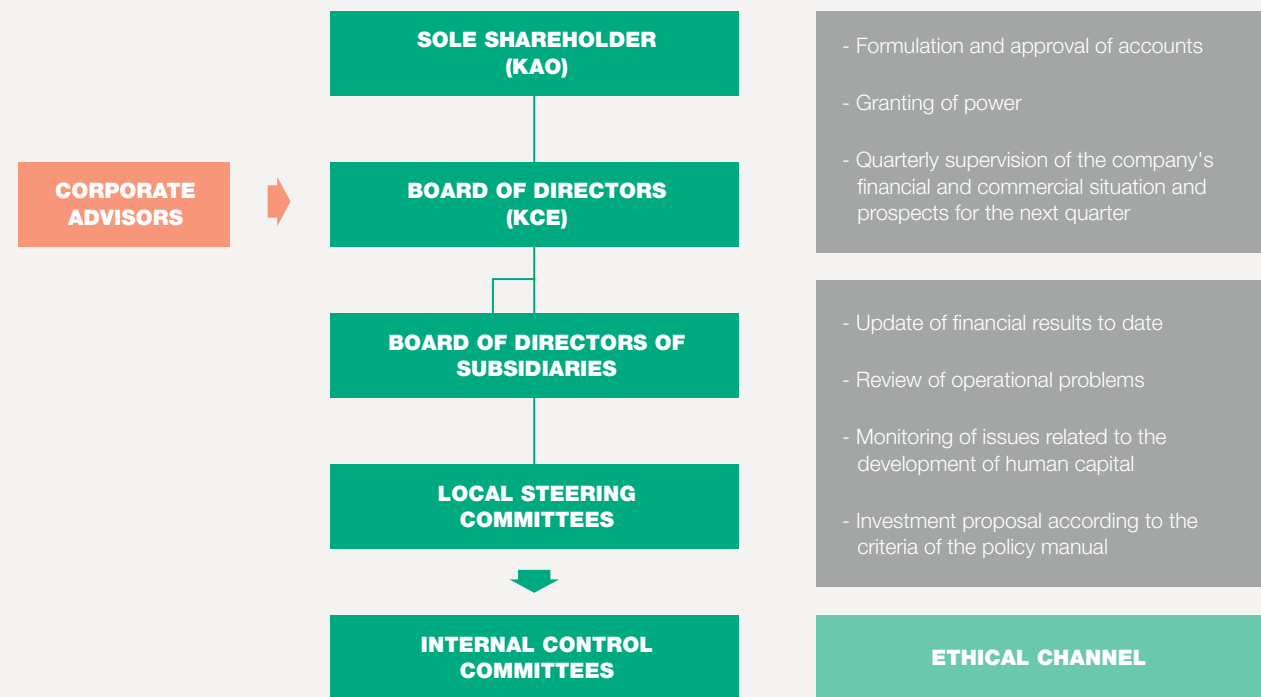 SOLE SHAREHOLDER
(KAO)
CORPORATE
ADVISORS
BOARD OF DIRECTORS
(KCE)
BOARD OF DIRECTORS OF
SUBSIDIARIES
LOCAL STEERING
COMMITTEES
INTERNAL CONTROL
COMMITTEES
- Formulation and approval of accounts
- Granting of power
- Quarterly supervision of the company's
financial and commercial situation and
prospects for the next quarter
- Update of financial results to date
- Review of operational problems
- Monitoring of issues related to the
development of human capital
- Investment proposal according to the
criteria of the policy manual
ETHICAL CHANNEL